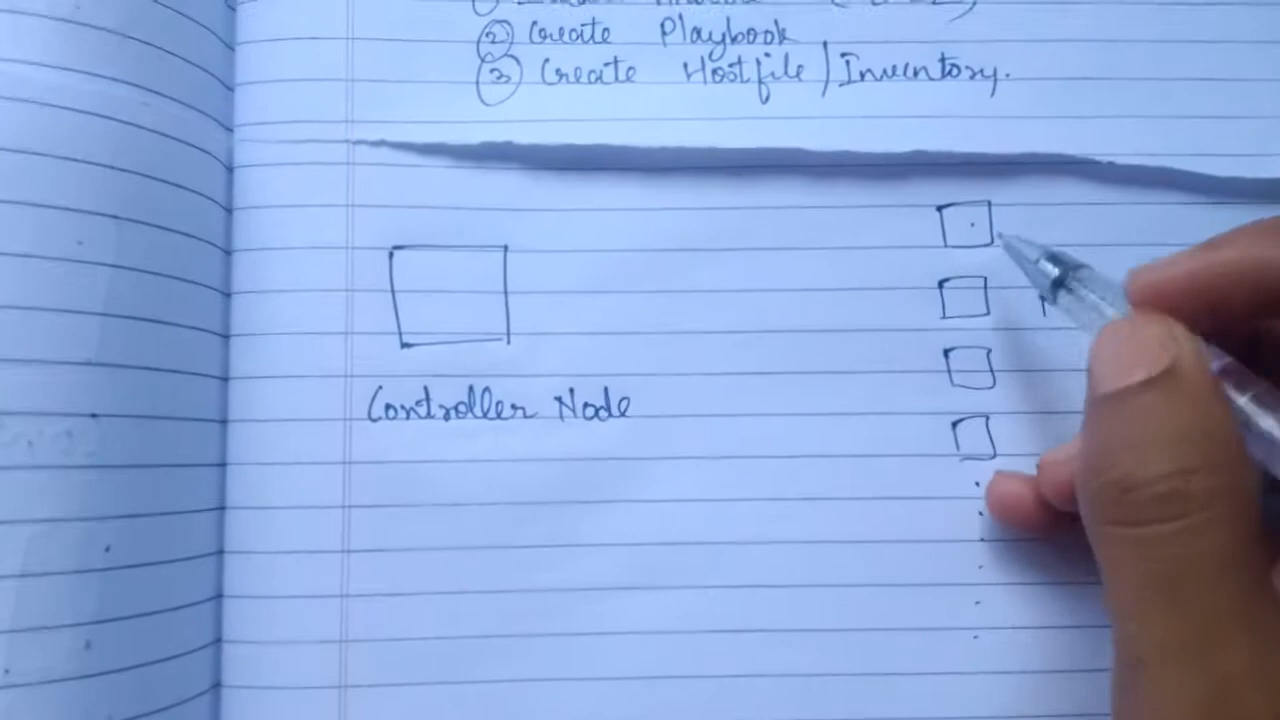 ②  Create Playbook
③ Create Hostfile / Inventory.
Controller Node